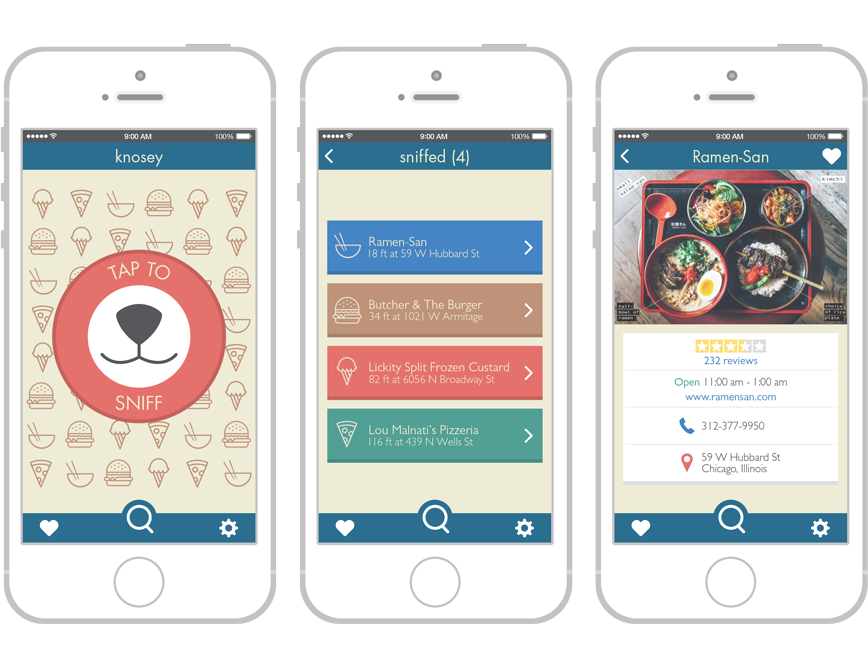 9:00 AM 100%
knosey
TAP TO
SNIFF
9:00 AM 100%
sniffed (4)
Ramen-San
18 ft at 59 W Hubbard St
Butcher & The Burger
34 ft at 1021 W Armitage
Lickity Split Frozen Custard
82 ft at 6056 N Broadway St
Lou Malnati's Pizzeria
116 ft at 439 N Wells St
9:00 AM 100%
Ramen-San
small
salad-san
kimchi
half-
bowl of
ramen
choice
of rice
plate
232 reviews
Open 11:00 am - 1:00 am
www.ramensan.com
312-377-9950
59 W Hubbard St
Chicago, Illinois